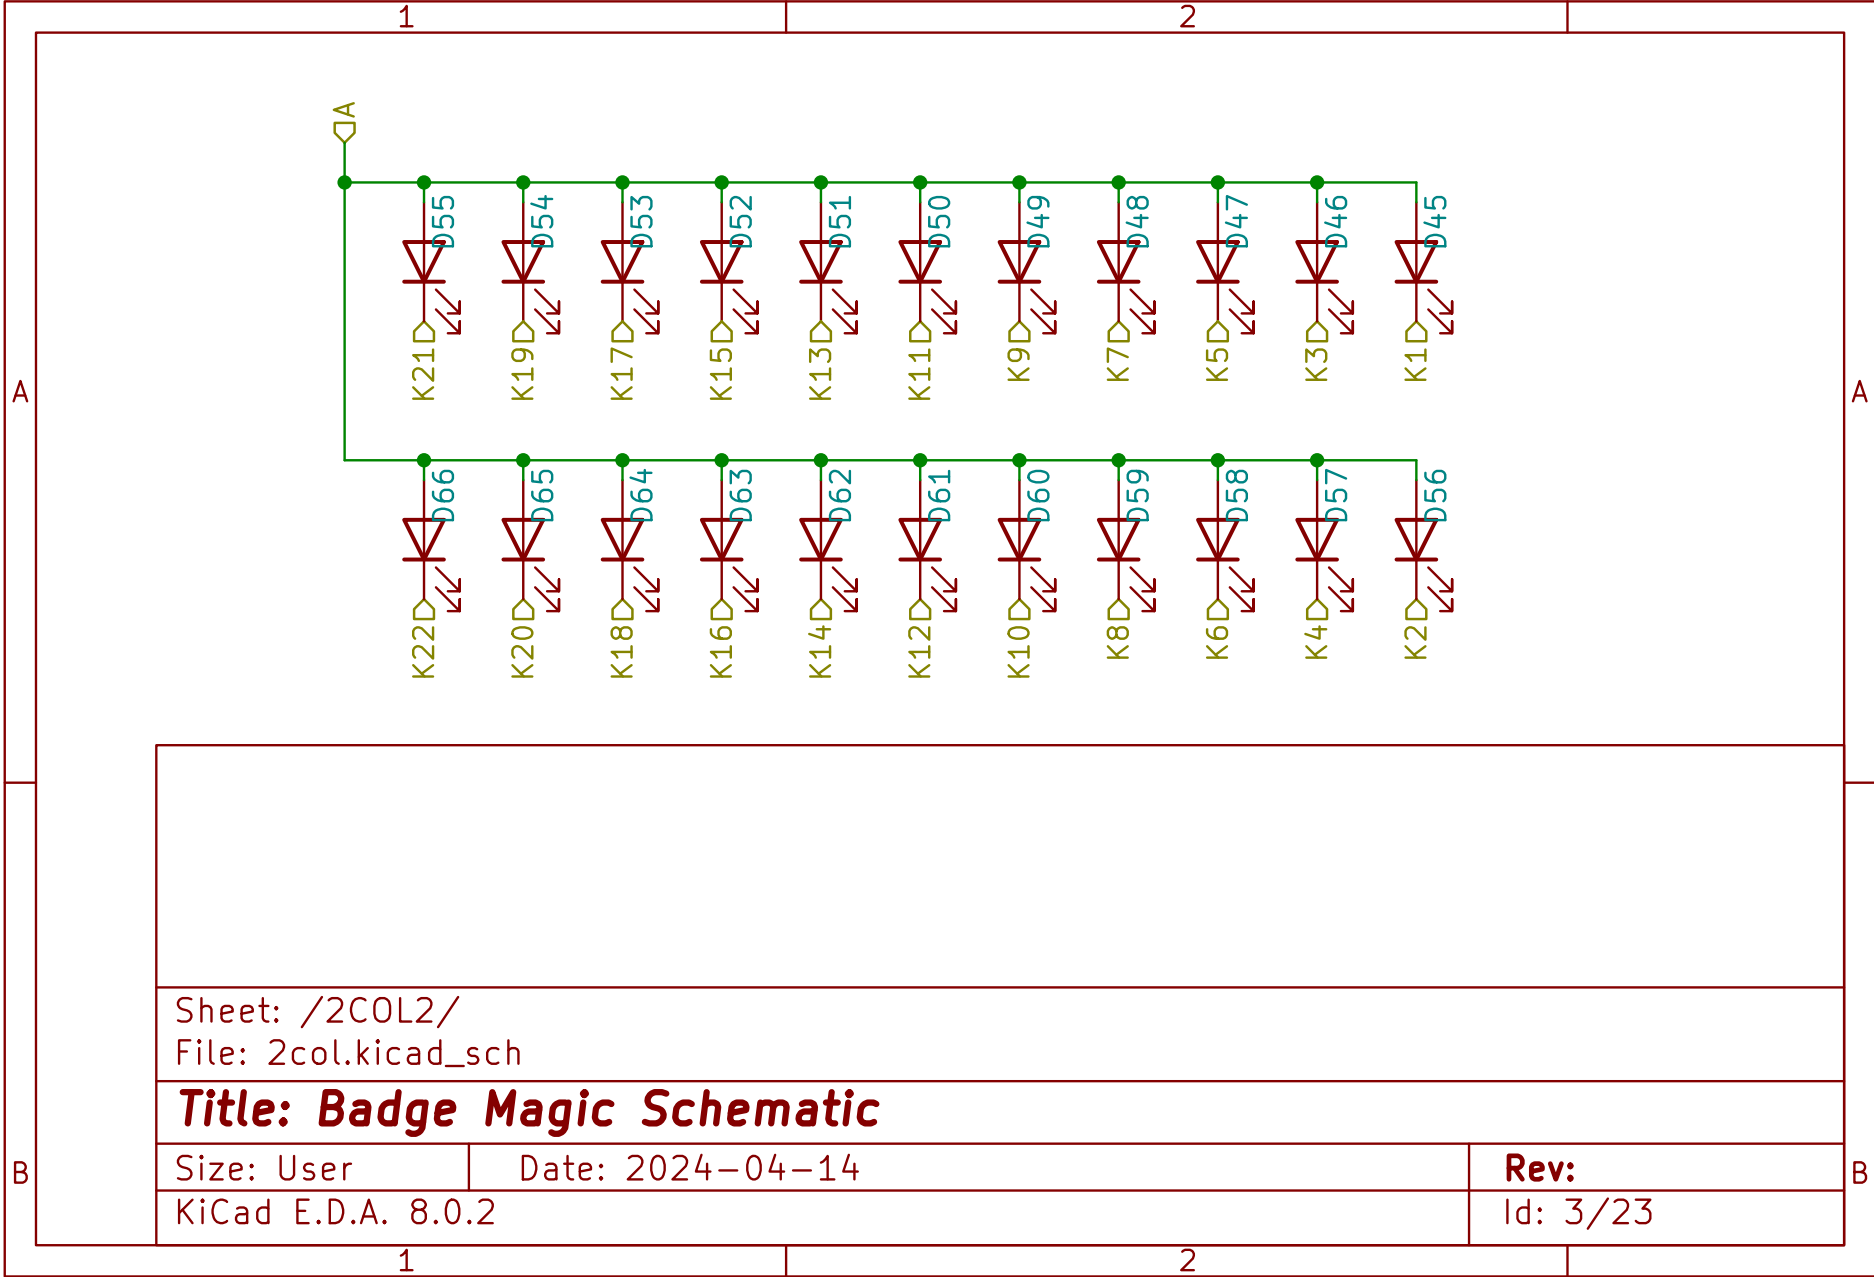 1 2
A
D55 D54 D53 D52 D51 D50 D49 D48 D47 D46 D45
K21 K19 K17 K15 K13 K11 K9 K7 K5 K3 K1
A A
D66 D65 D64 D63 D62 D61 D60 D59 D58 D57 D56
K22 K20 K18 K16 K14 K12 K10 K8 K6 K4 K2
Sheet: /2COL2/
File: 2col.kicad_sch
Title: Badge Magic Schematic
B Size: User Date: 2024-04-14 Rev: B
KiCad E.D.A. 8.0.2 Id: 3/23
1 2